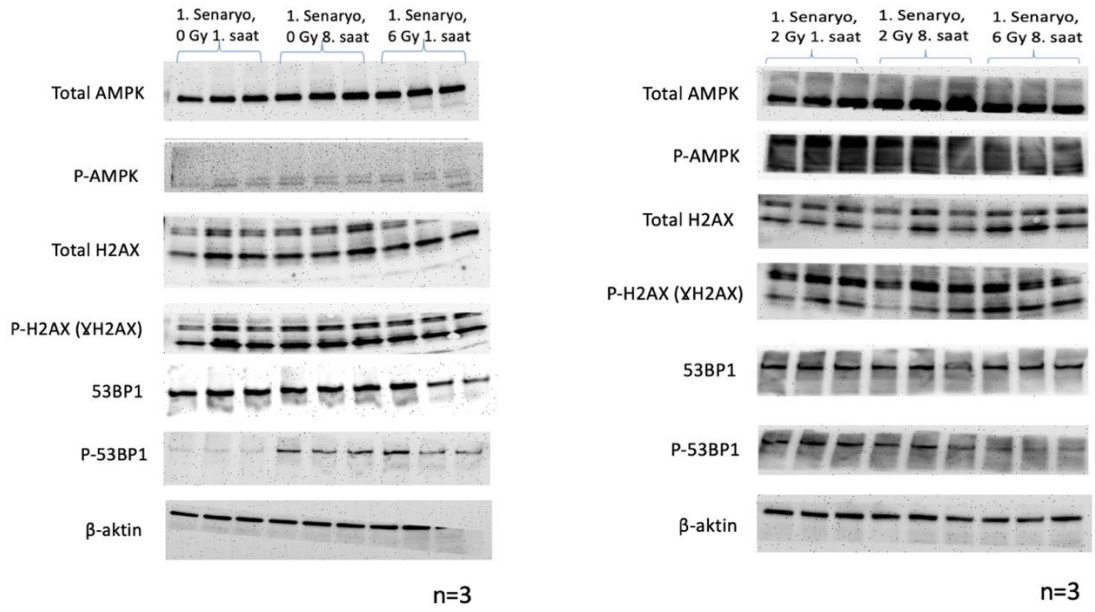 1. Senaryo,
0 Gy 1. saat
1. Senaryo,
0 Gy 8. saat
1. Senaryo,
6 Gy 1. saat
Total AMPK
P-AMPK
Total H2AX
P-H2AX (ɣH2AX)
53BP1
P-53BP1
β-aktin
n=3
1. Senaryo,
2 Gy 1. saat
1. Senaryo,
2 Gy 8. saat
1. Senaryo,
6 Gy 8. saat
Total AMPK
P-AMPK
Total H2AX
P-H2AX (ɣH2AX)
53BP1
P-53BP1
β-aktin
n=3